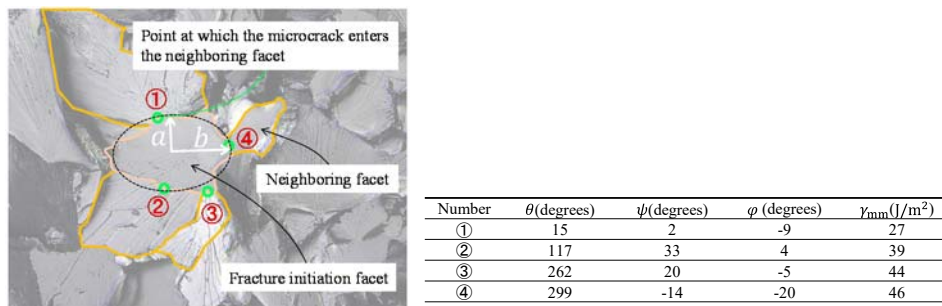 Point at which the microcrack enters
the neighboring facet
①
a
b
④
Neighboring facet
②
③
Fracture initiation facet
Number θ(degrees) ψ(degrees) φ (degrees) γmm(J/m²)
① 15 2 -9 27
② 117 33 4 39
③ 262 20 -5 44
④ 299 -14 -20 46